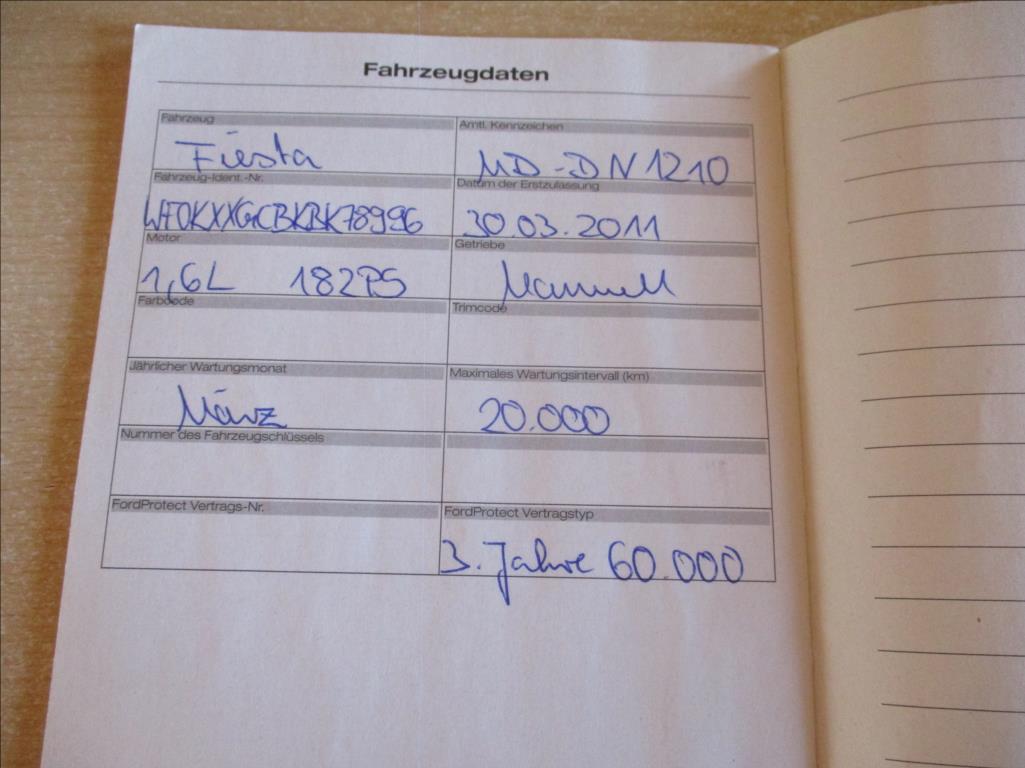 Fahrzeugdaten
Fahrzeug Amtl. Kennzeichen
Fiesta MD-DN 1210
Fahrzeug-Ident.-Nr. Datum der Erstzulassung
WF0KXXGCBKBK78996 30.03.2011
Motor Getriebe
1,6L 182PS Manuell
Farbcode Trimcode
Jährlicher Wartungsmonat Maximales Wartungsintervall (km)
März 20.000
Nummer des Fahrzeugschlüssels
FordProtect Vertrags-Nr. FordProtect Vertragstyp
3. Jahre 60.000